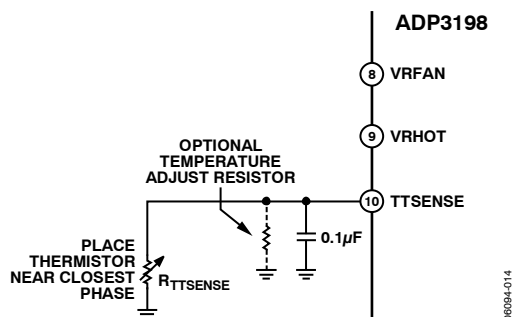 ADP3198
8 VRFAN
9 VRHOT
OPTIONAL
TEMPERATURE
ADJUST RESISTOR
10 TTSENSE
0.1µF
PLACE
THERMISTOR
NEAR CLOSEST
PHASE
RTTSENSE
06094-014